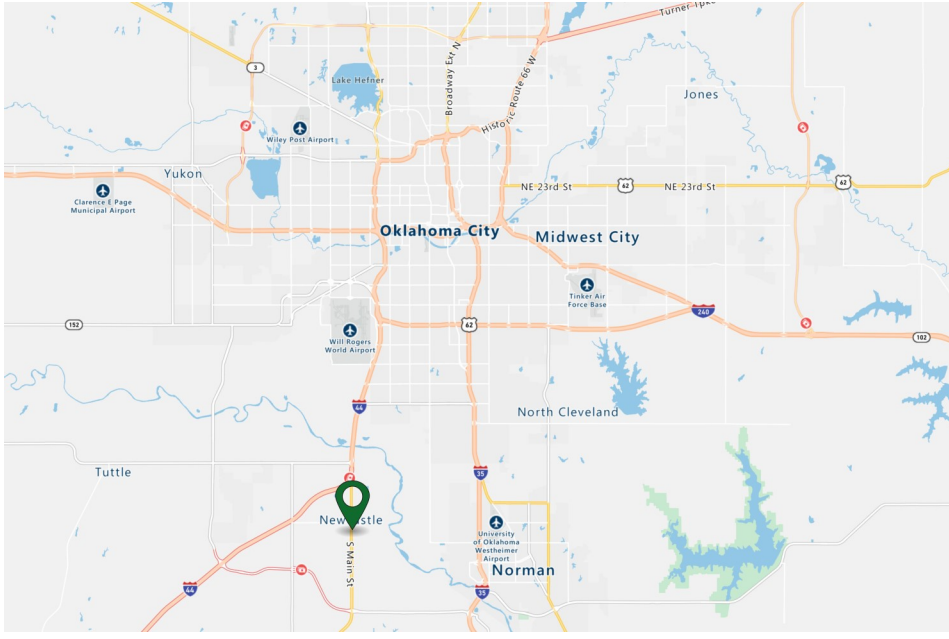 Turner Tpke
Broadway Ext N
3
Lake Hefner
Historic Route 66 W
Jones
Wiley Post Airport
Yukon
NE 23rd St
62
NE 23rd St
62
Clarence E Page
Municipal Airport
Oklahoma City
Midwest City
Tinker Air
Force Base
240
152
62
Will Rogers
World Airport
102
44
North Cleveland
Tuttle
35
Newcastle
University
of Oklahoma
Westheimer
Airport
S Main St
Norman
44
35